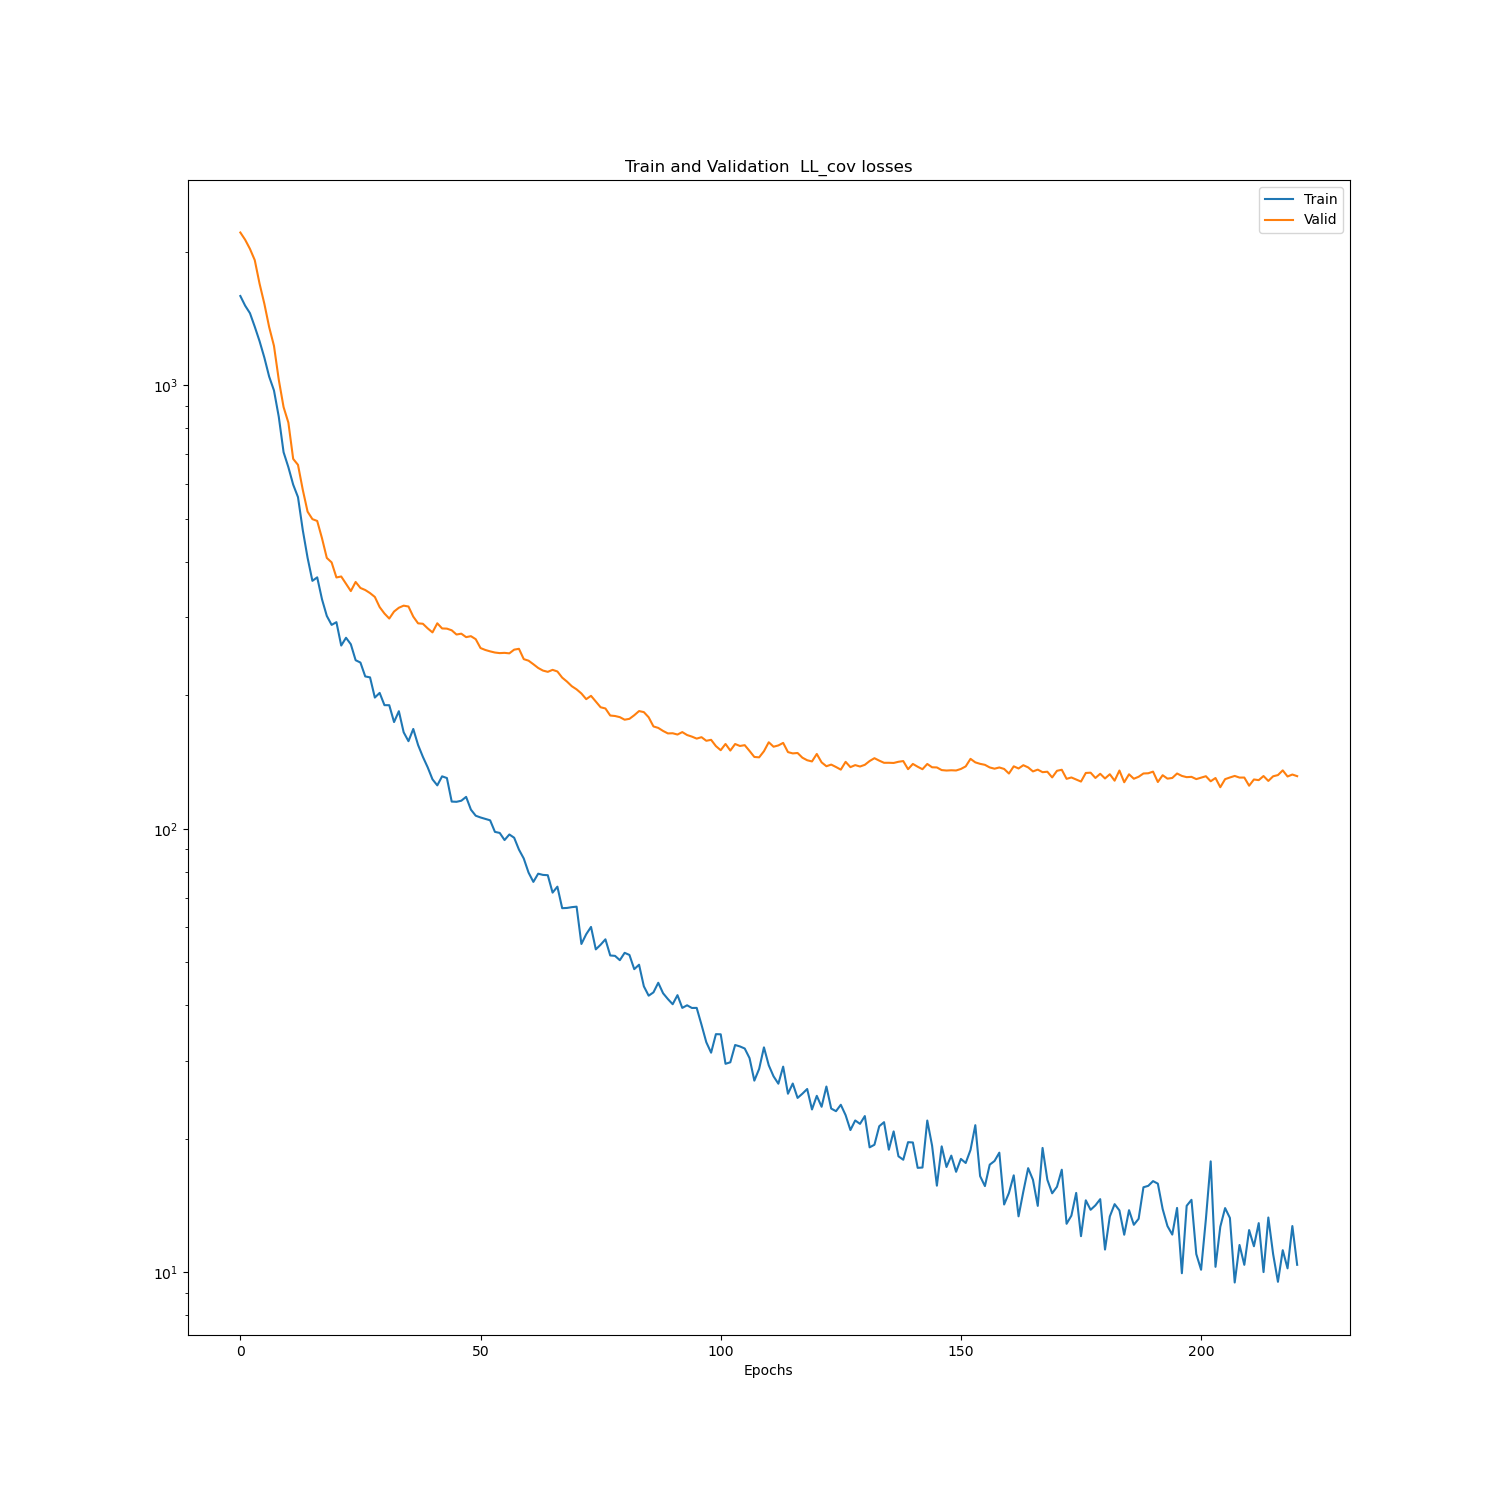 Train and Validation  LL_cov losses
Train
Valid
10³
10²
10¹
0 50 100 150 200
Epochs